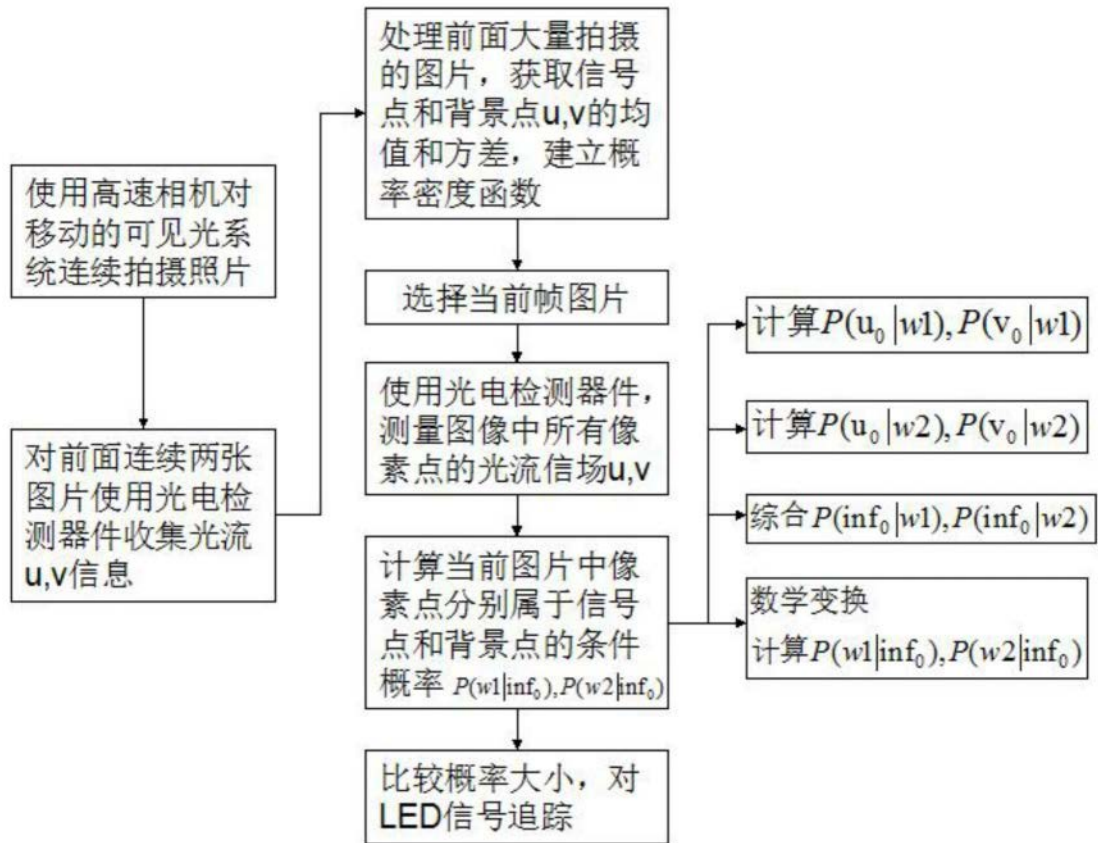 使用高速相机对
移动的可见光系
统连续拍摄照片
对前面连续两张
图片使用光电检
测器件收集光流
u,v信息
处理前面大量拍摄
的图片，获取信号
点和背景点u,v的均
值和方差，建立概
率密度函数
选择当前帧图片
使用光电检测器件，
测量图像中所有像
素点的光流信场u,v
计算当前图片中像
素点分别属于信号
点和背景点的条件
概率 P(w1|inf₀),P(w2|inf₀)
比较概率大小，对
LED信号追踪
计算P(u₀|w1),P(v₀|w1)
计算P(u₀|w2),P(v₀|w2)
综合P(inf₀|w1),P(inf₀|w2)
数学变换
计算P(w1|inf₀),P(w2|inf₀)